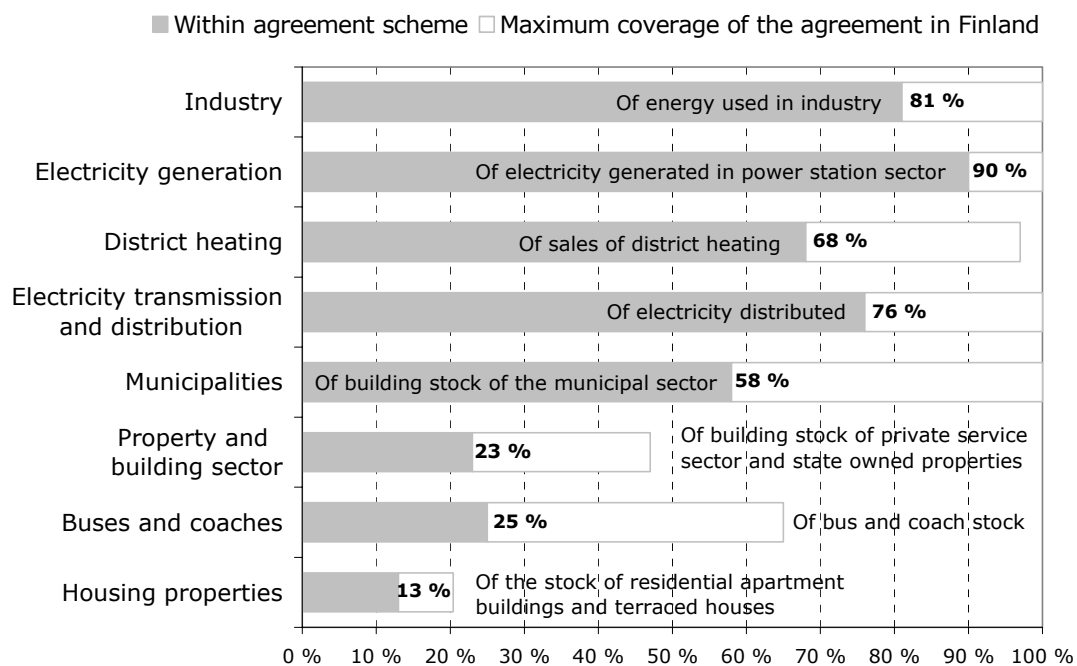 Within agreement scheme Maximum coverage of the agreement in Finland
Industry
Of energy used in industry 81 %
Electricity generation
Of electricity generated in power station sector 90 %
District heating
Of sales of district heating 68 %
Electricity transmission
and distribution
Of electricity distributed 76 %
Municipalities
Of building stock of the municipal sector 58 %
Property and
building sector
23 %
Of building stock of private service
sector and state owned properties
Buses and coaches
25 %
Of bus and coach stock
Housing properties
13 %
Of the stock of residential apartment
buildings and terraced houses
0 % 10 % 20 % 30 % 40 % 50 % 60 % 70 % 80 % 90 % 100 %